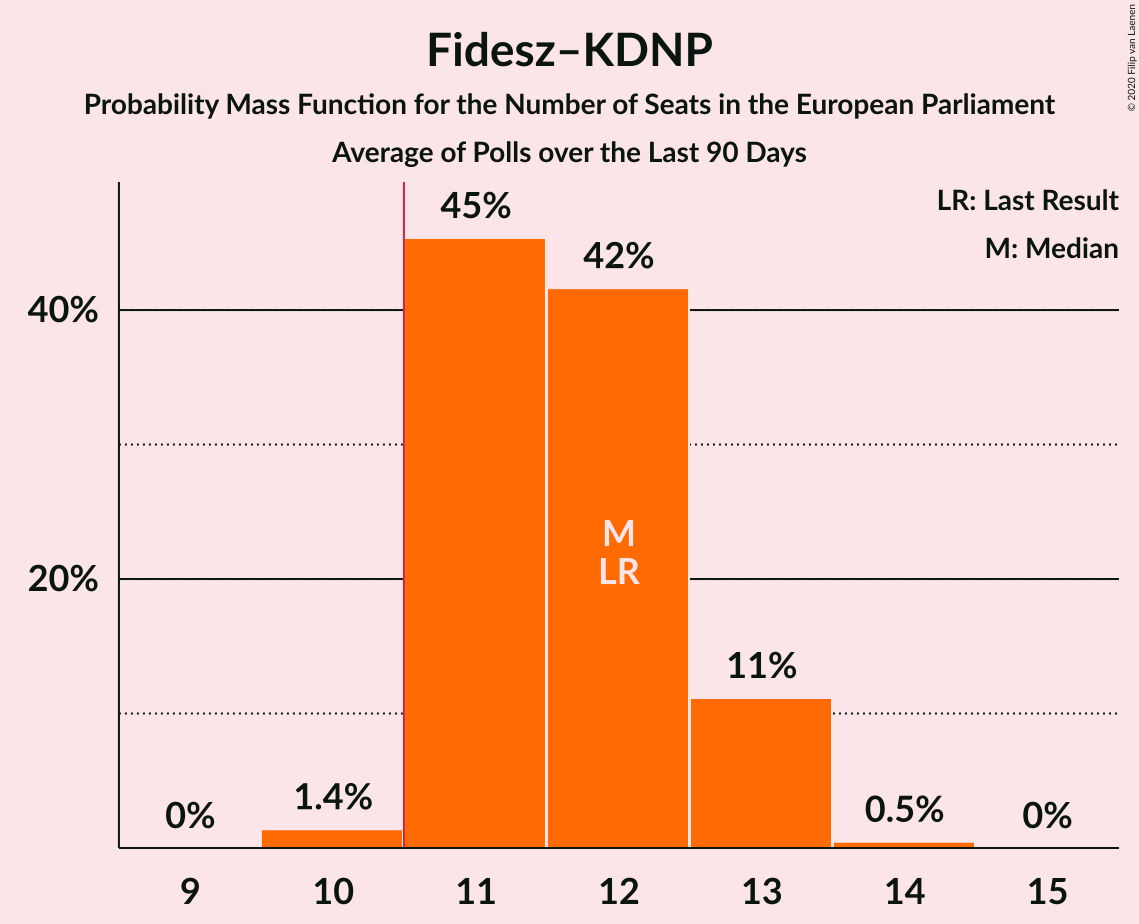 Fidesz–KDNP
Probability Mass Function for the Number of Seats in the European Parliament
Average of Polls over the Last 90 Days
© 2020 Filip van Laenen
LR: Last Result
M: Median
45%
42%
40%
M
LR
20%
11%
1.4%
0.5%
0%
0%
9 10 11 12 13 14 15